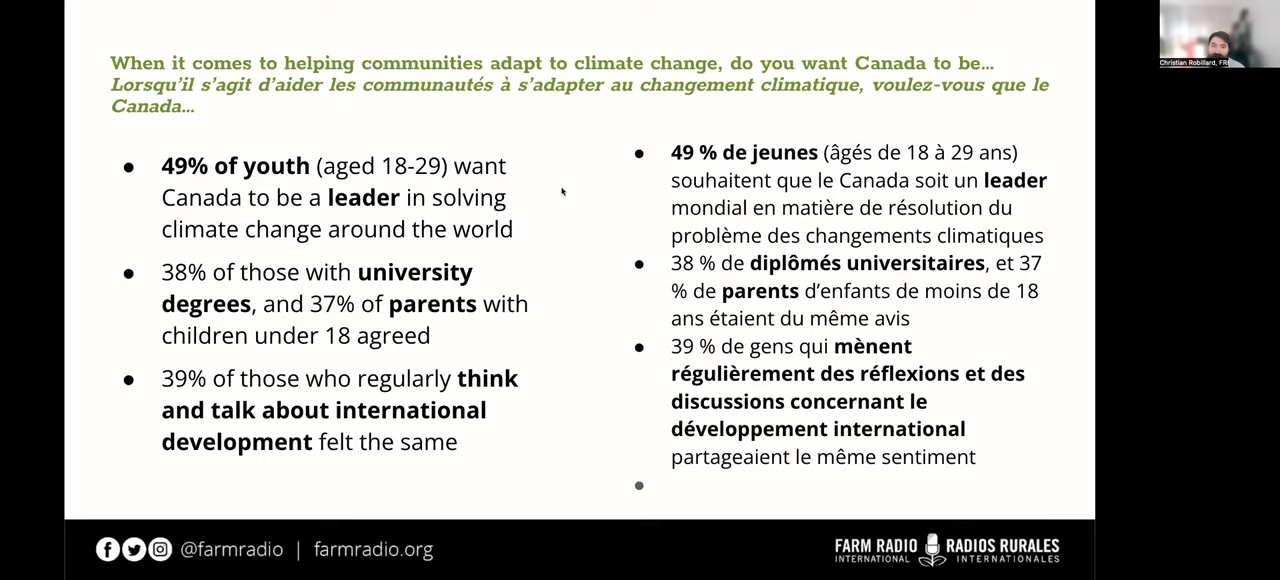 When it comes to helping communities adapt to climate change, do you want Canada to be…
Lorsqu’il s’agit d’aider les communautés à s’adapter au changement climatique, voulez-vous que le
Canada…
● 49% of youth (aged 18-29) want
Canada to be a leader in solving
climate change around the world
● 38% of those with university
degrees, and 37% of parents with
children under 18 agreed
● 39% of those who regularly think
and talk about international
development felt the same
● 49 % de jeunes (âgés de 18 à 29 ans)
souhaitent que le Canada soit un leader
mondial en matière de résolution du
problème des changements climatiques
● 38 % de diplômés universitaires, et 37
% de parents d’enfants de moins de 18
ans étaient du même avis
● 39 % de gens qui mènent
régulièrement des réflexions et des
discussions concernant le
développement international
partageaient le même sentiment
●
@farmradio | farmradio.org
FARM RADIO
INTERNATIONAL
RADIOS RURALES
INTERNATIONALES
Christian Robillard, FRI